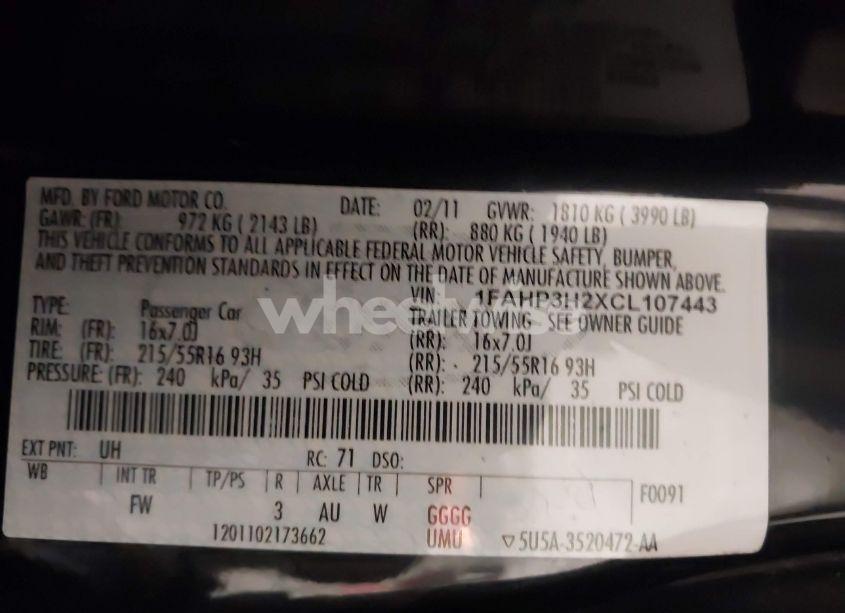 MFD. BY FORD MOTOR CO. DATE: 02/11 GVWR: 1810 KG ( 3990 LB)
GAWR: (FR): 972 KG ( 2143 LB) (RR): 880 KG ( 1940 LB)
THIS VEHICLE CONFORMS TO ALL APPLICABLE FEDERAL MOTOR VEHICLE SAFETY, BUMPER,
AND THEFT PREVENTION STANDARDS IN EFFECT ON THE DATE OF MANUFACTURE SHOWN ABOVE.
VIN: 1FAHP3H2XCL107443
TYPE: Passenger Car TRAILER TOWING - SEE OWNER GUIDE
RIM: (FR): 16x7.0J (RR): 16x7.0J
TIRE: (FR): 215/55R16 93H (RR): 215/55R16 93H
PRESSURE: (FR): 240 kPa/ 35 PSI COLD (RR): 240 kPa/ 35 PSI COLD
EXT PNT: UH RC: 71 DSO:
WB INT TR TP/PS R AXLE TR SPR F0091
FW 3 AU W GGGG
1201102173662 UMU ▽5U5A-3520472-AA